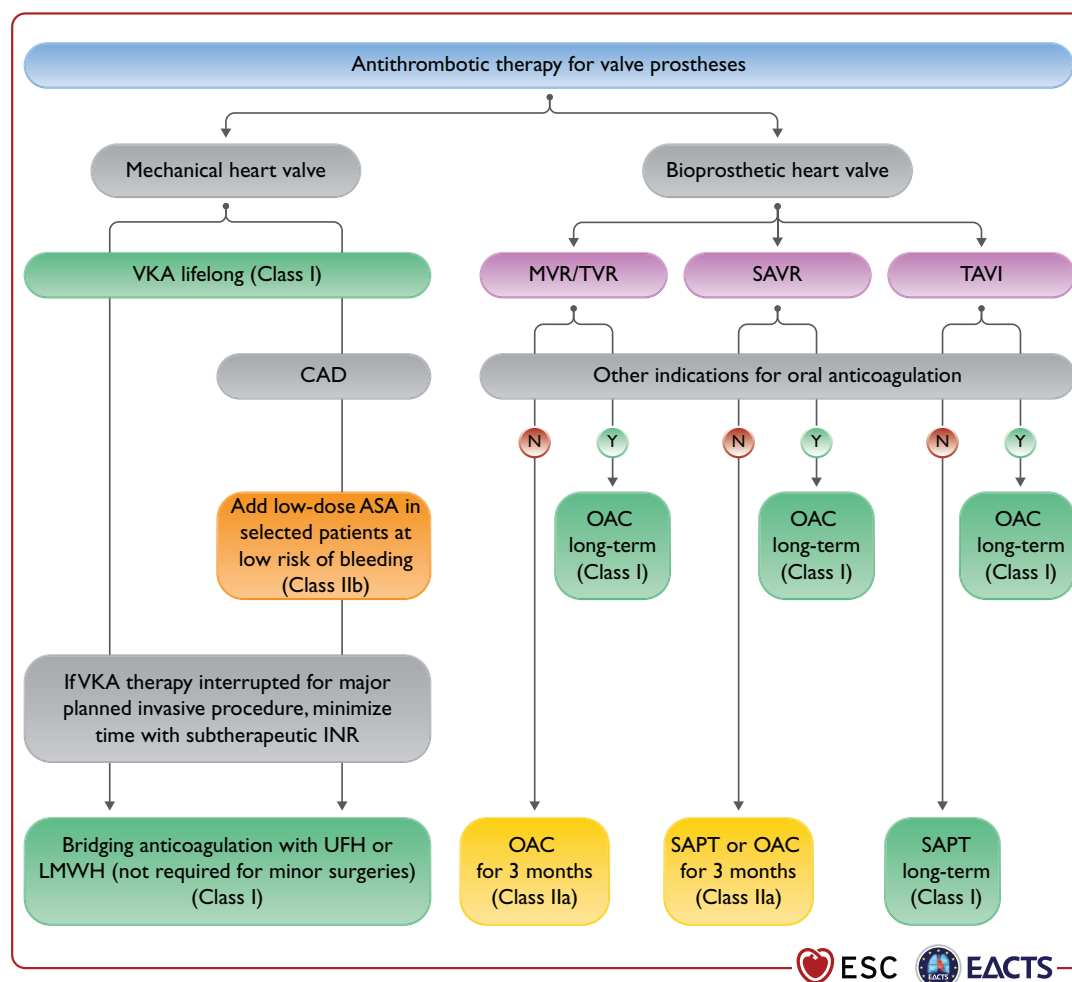 Antithrombotic therapy for valve prostheses
Mechanical heart valve
Bioprosthetic heart valve
VKA lifelong (Class I)
MVR/TVR
SAVR
TAVI
CAD
Other indications for oral anticoagulation
N
Y
N
Y
N
Y
Add low-dose ASA in
selected patients at
low risk of bleeding
(Class IIb)
OAC
long-term
(Class I)
OAC
long-term
(Class I)
OAC
long-term
(Class I)
If VKA therapy interrupted for major
planned invasive procedure, minimize
time with subtherapeutic INR
Bridging anticoagulation with UFH or
LMWH (not required for minor surgeries)
(Class I)
OAC
for 3 months
(Class IIa)
SAPT or OAC
for 3 months
(Class IIa)
SAPT
long-term
(Class I)
ESC
EACTS
EACTS